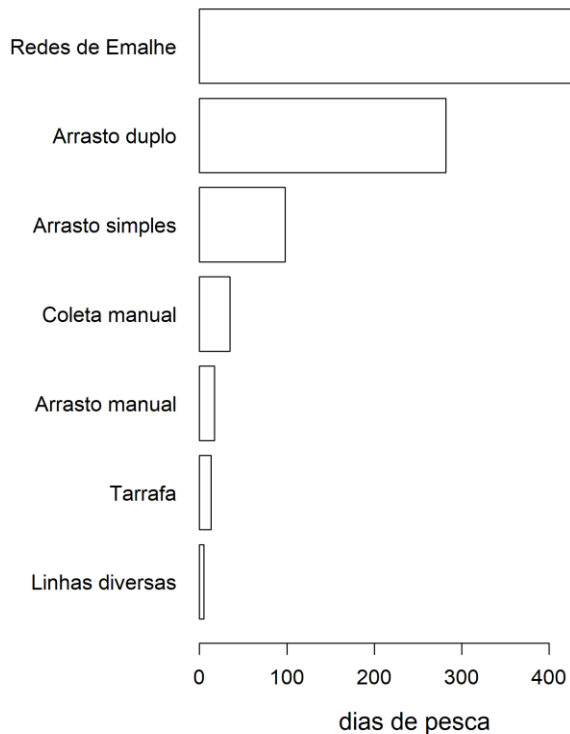 Redes de Emalhe
Arrasto duplo
Arrasto simples
Coleta manual
Arrasto manual
Tarrafa
Linhas diversas
0 100 200 300 400
dias de pesca